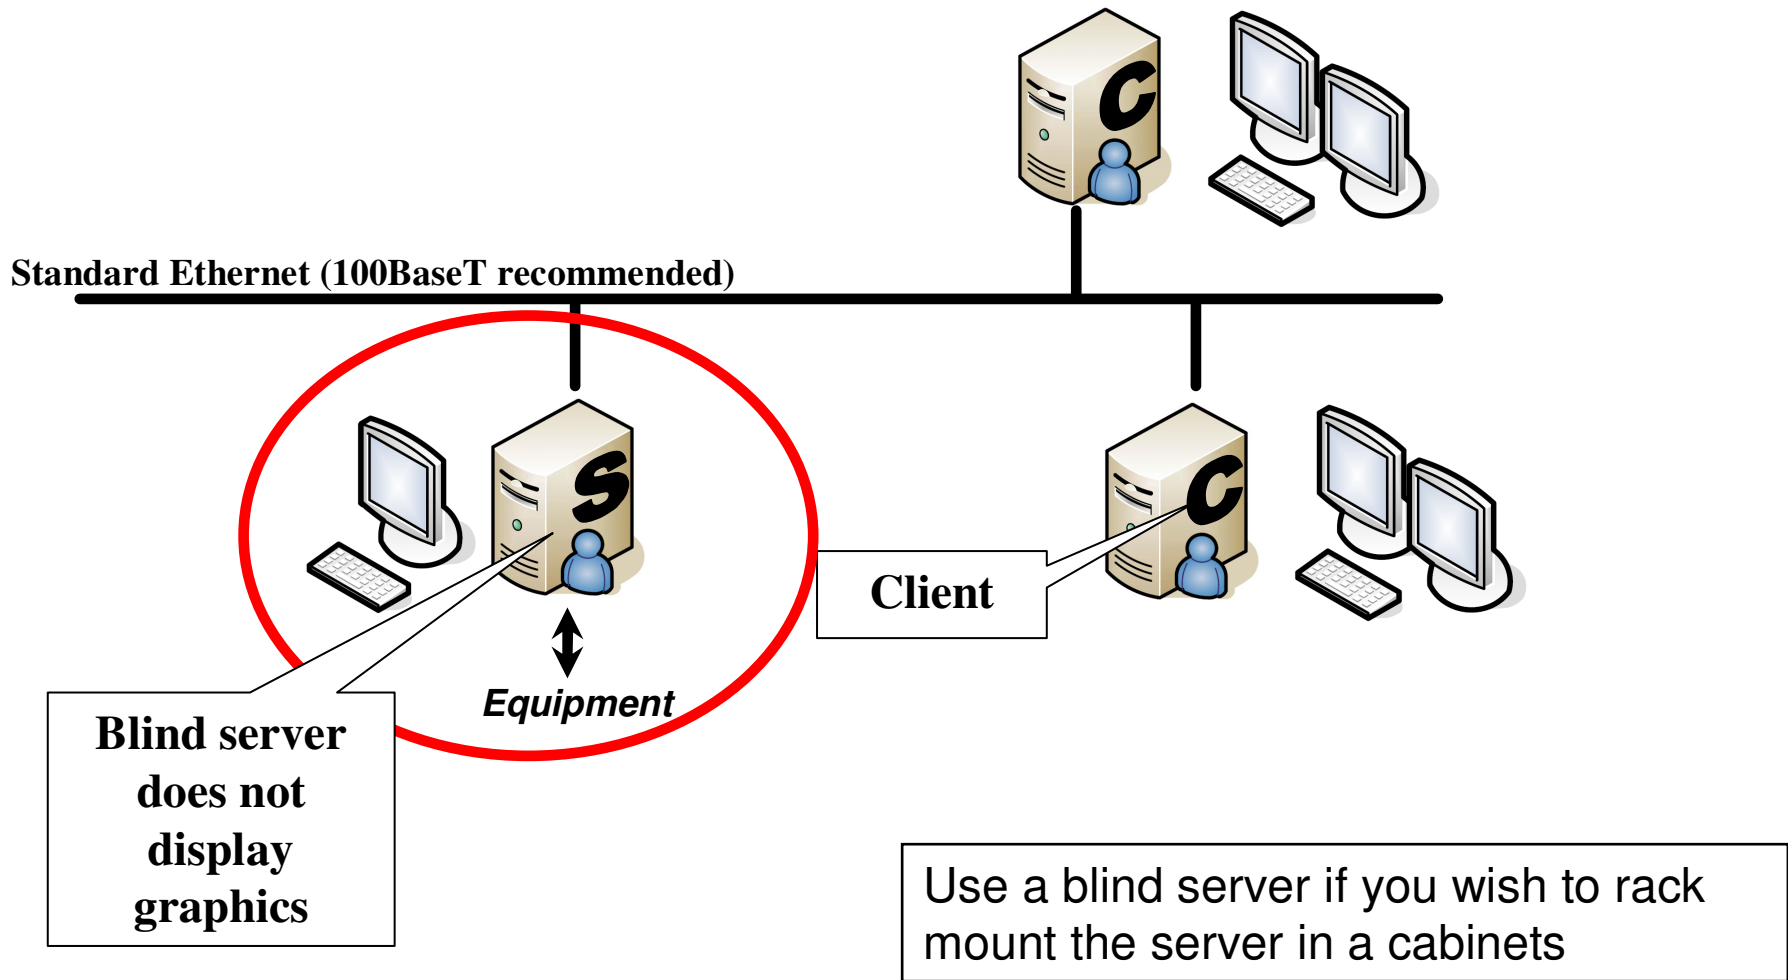 C
Standard Ethernet (100BaseT recommended)
S
C
Client
Equipment
Blind server
does not
display
graphics
Use a blind server if you wish to rack
mount the server in a cabinets